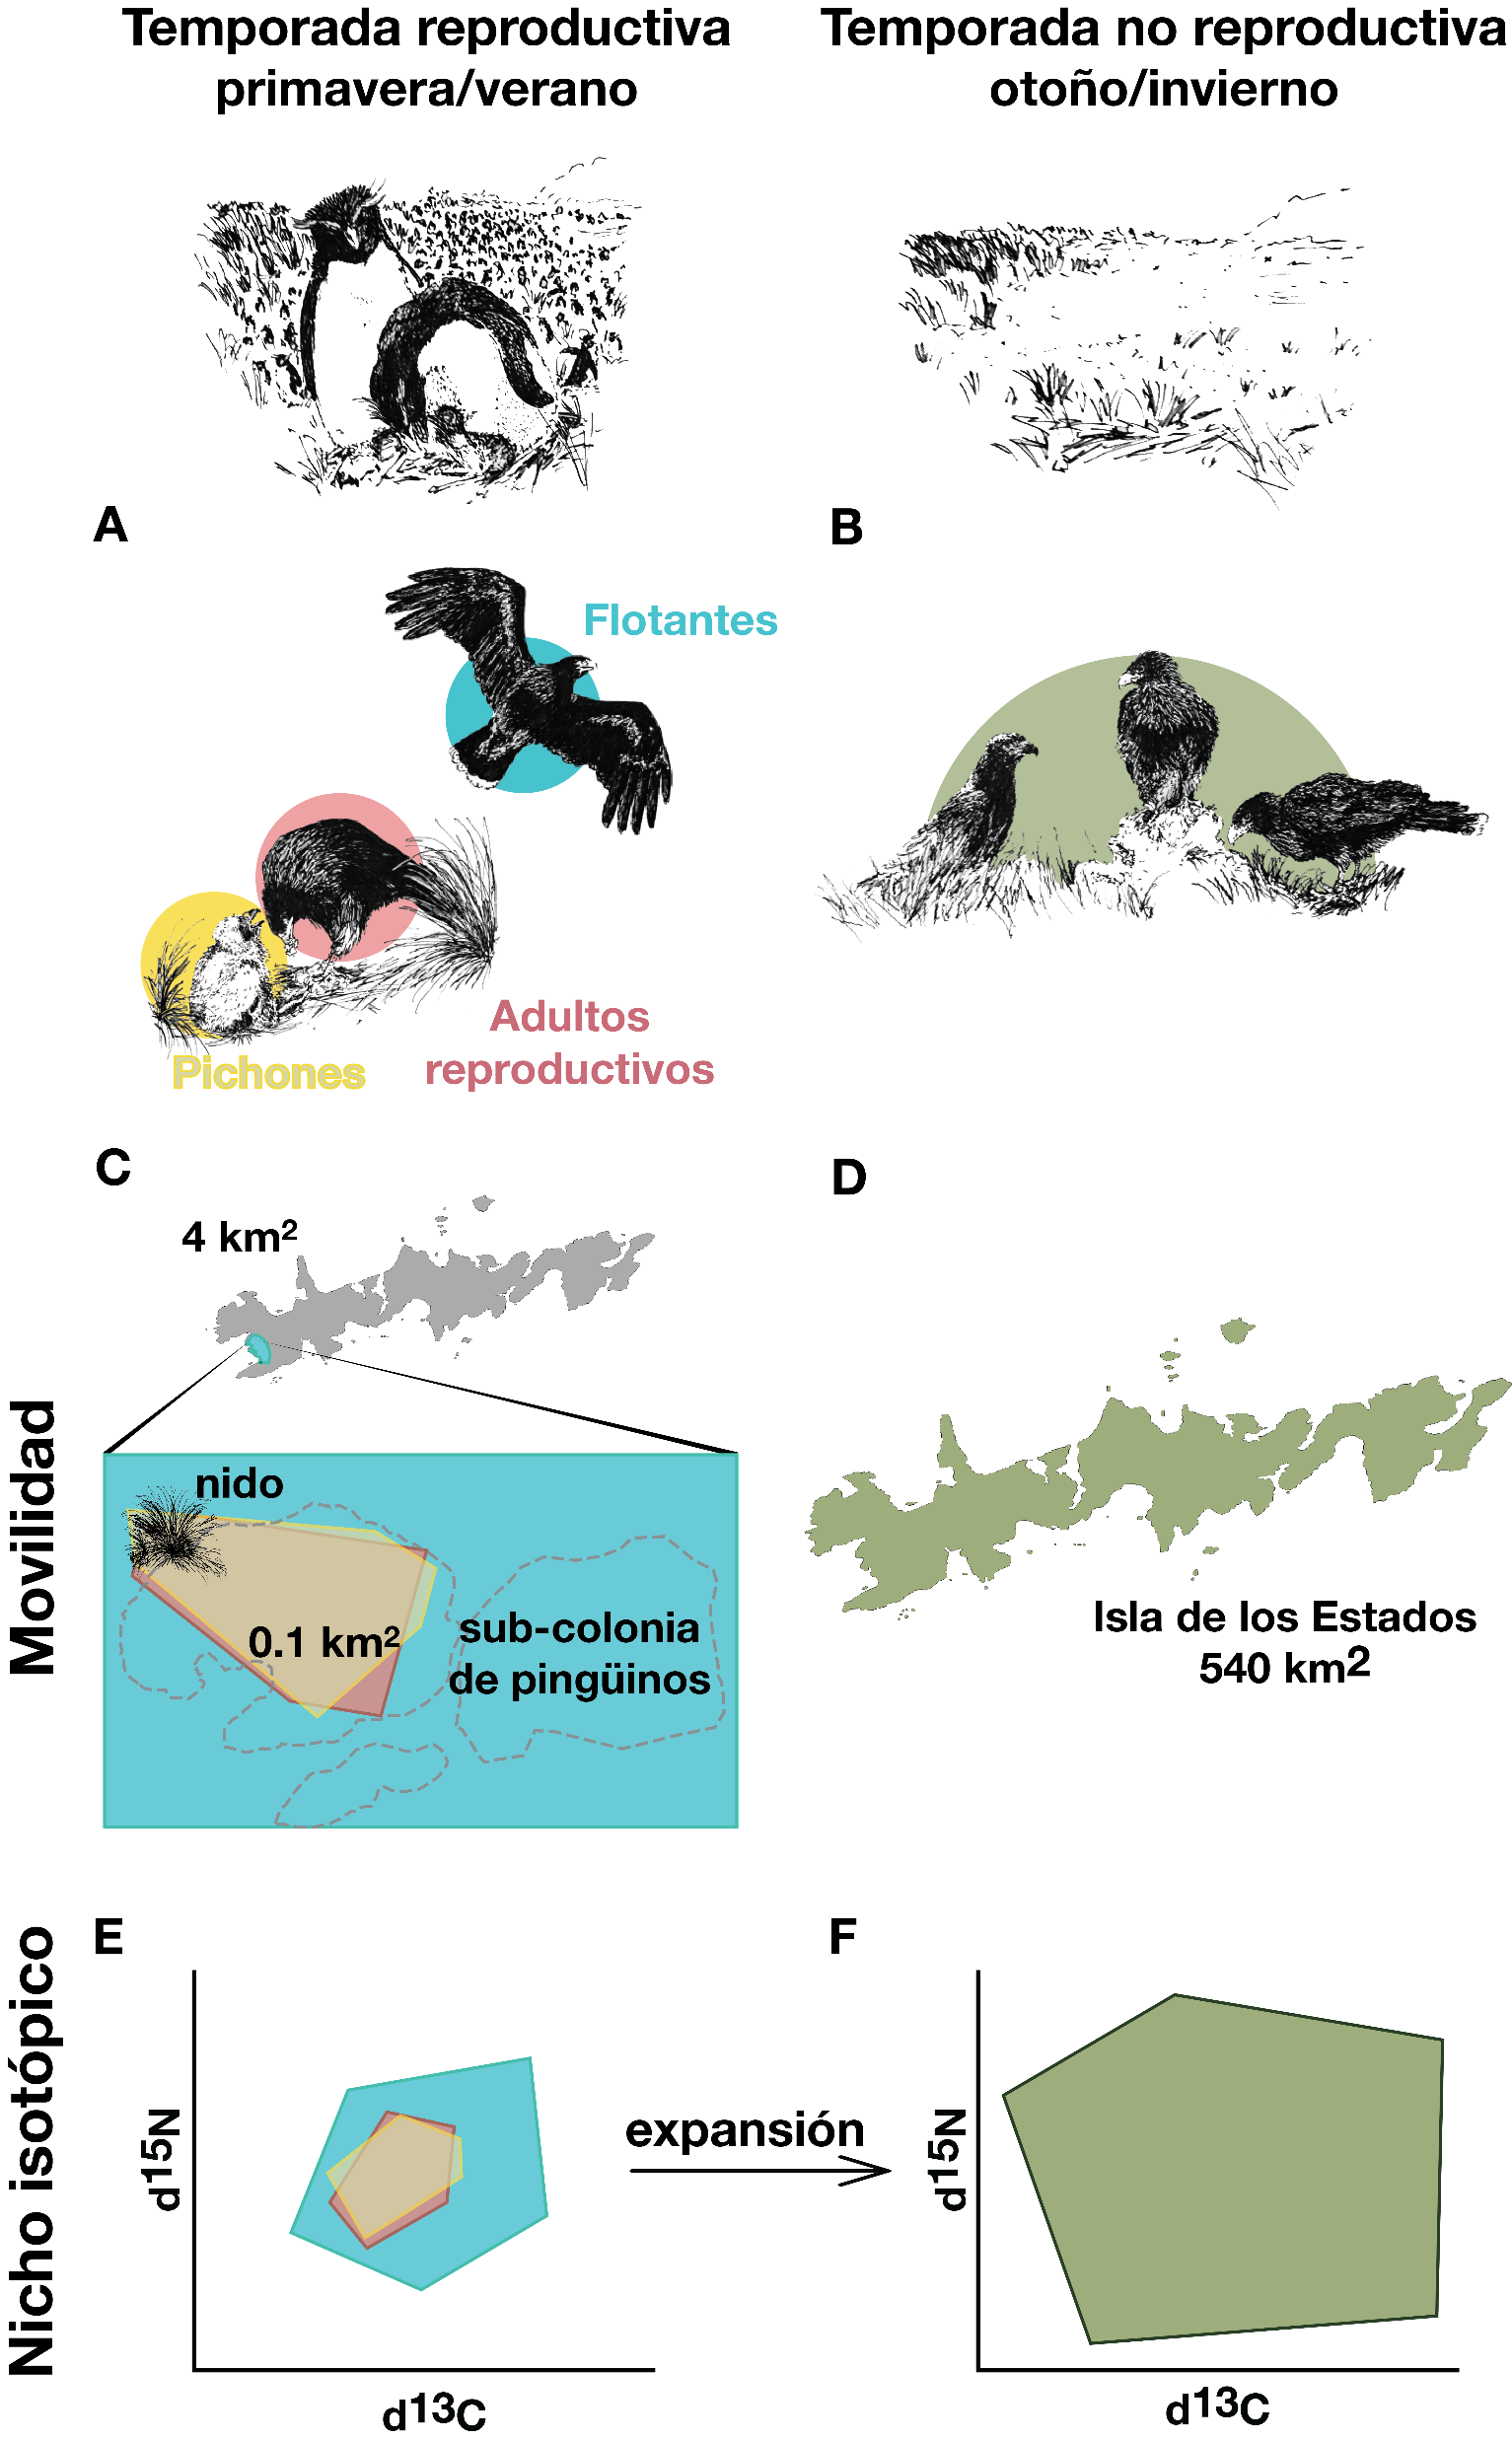 Temporada reproductiva
primavera/verano
Temporada no reproductiva
otoño/invierno
A
B
Flotantes
Adultos
reproductivos
Pichones
C
D
4 km²
Movilidad
nido
0.1 km²
sub-colonia
de pingüinos
Isla de los Estados
540 km²
E
F
Nicho isotópico
d¹⁵N
expansión
d¹⁵N
d¹³C
d¹³C